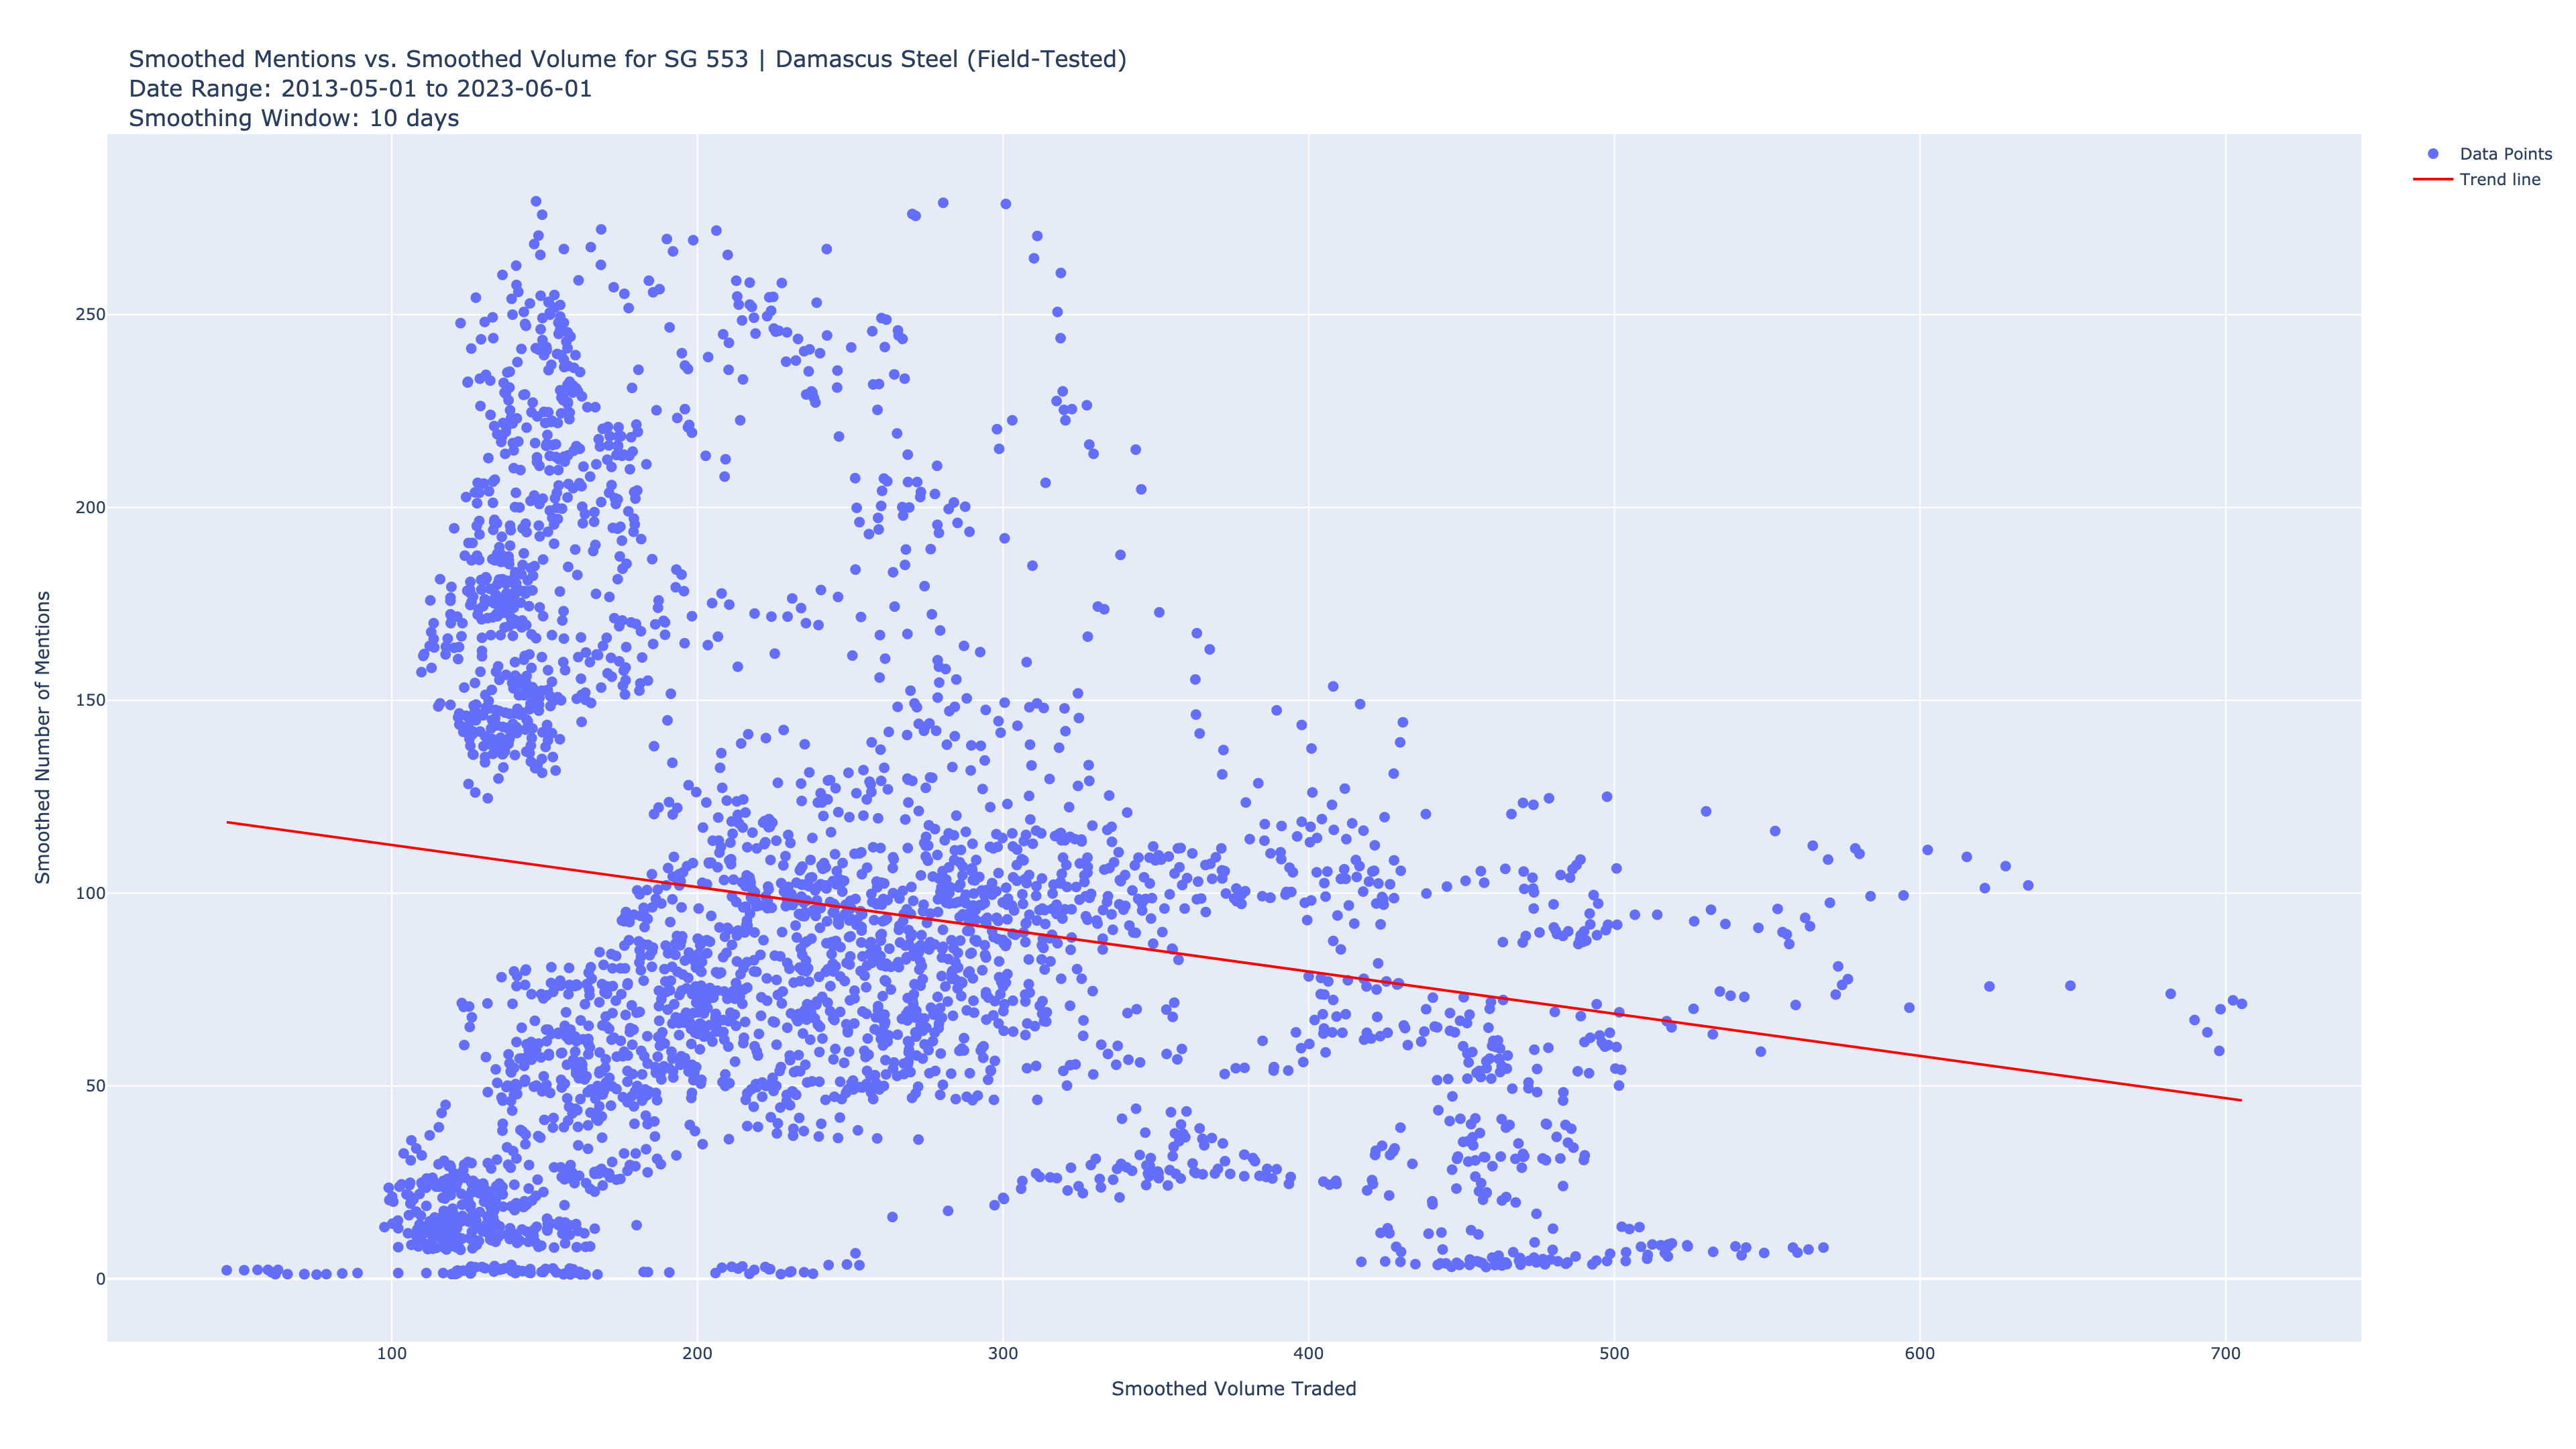 Smoothed Mentions vs. Smoothed Volume for SG 553 | Damascus Steel (Field-Tested)
Date Range: 2013-05-01 to 2023-06-01
Smoothing Window: 10 days
Data Points
Trend line
Smoothed Number of Mentions
250
200
150
100
50
0
100 200 300 400 500 600 700
Smoothed Volume Traded